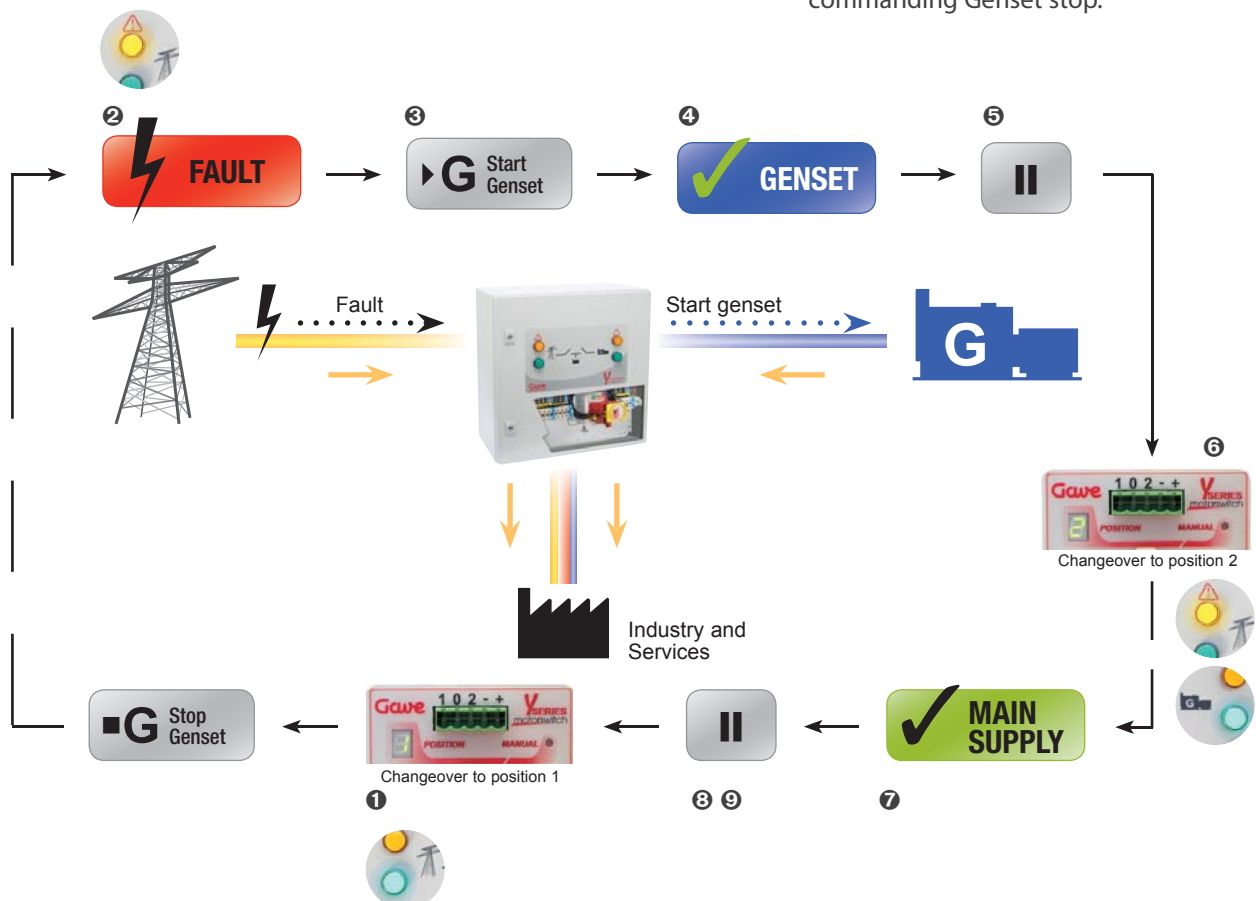 commanding Genset stop.
❷
❸
❹
❺
FAULT
G Start
Genset
GENSET
Fault
Start genset
G
❻
Gave 1 0 2 - + Y SERIES
motorswitch
2 POSITION MANUAL
Changeover to position 2
Industry and
Services
G Stop
Genset
Gave 1 0 2 - + Y SERIES
motorswitch
1 POSITION MANUAL
Changeover to position 1
MAIN
SUPPLY
❶
❽ ❾
❼